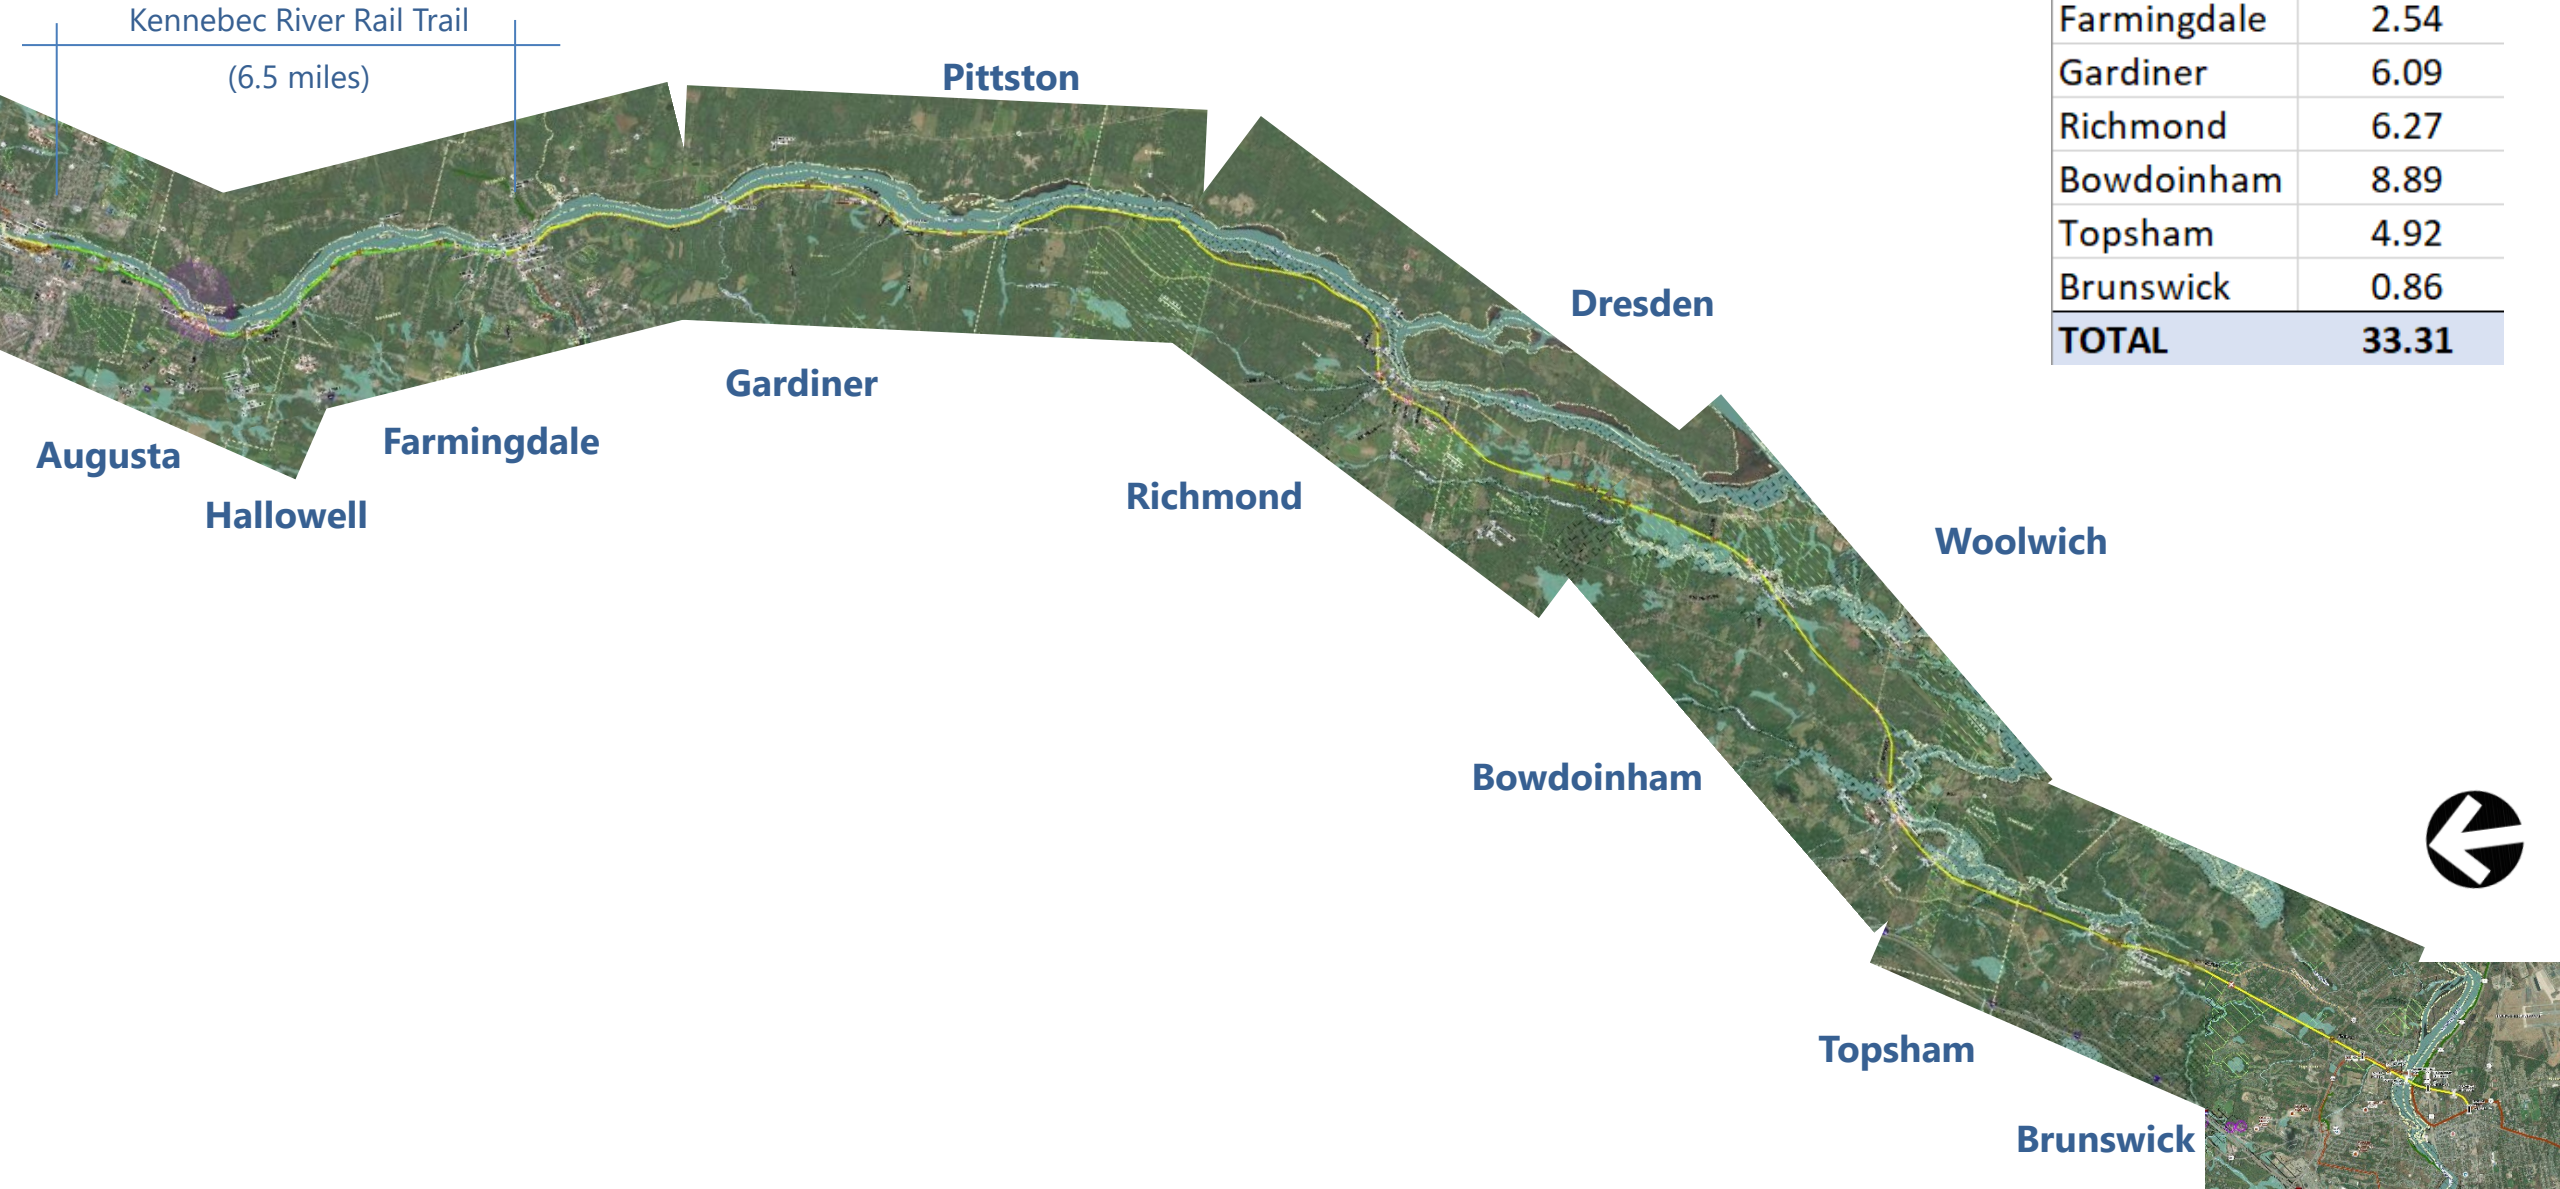 Kennebec River Rail Trail
(6.5 miles)
Farmingdale 2.54
Gardiner 6.09
Richmond 6.27
Bowdoinham 8.89
Topsham 4.92
Brunswick 0.86
TOTAL 33.31
Pittston
Dresden
Gardiner
Farmingdale
Augusta
Richmond
Hallowell
Woolwich
Bowdoinham
Topsham
Brunswick